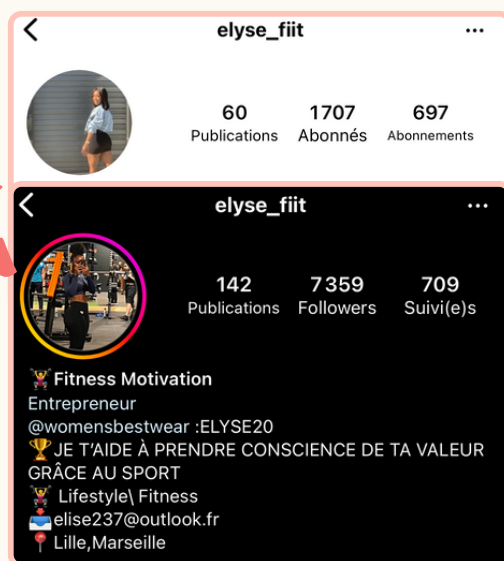 elyse_fiit
60 1707 697
Publications Abonnés Abonnements
elyse_fiit
142 7 359 709
Publications Followers Suivi(e)s
Fitness Motivation
Entrepreneur
@womensbestwear :ELYSE20
JE T'AIDE À PRENDRE CONSCIENCE DE TA VALEUR
GRÂCE AU SPORT
Lifestyle\ Fitness
elise237@outlook.fr
Lille,Marseille